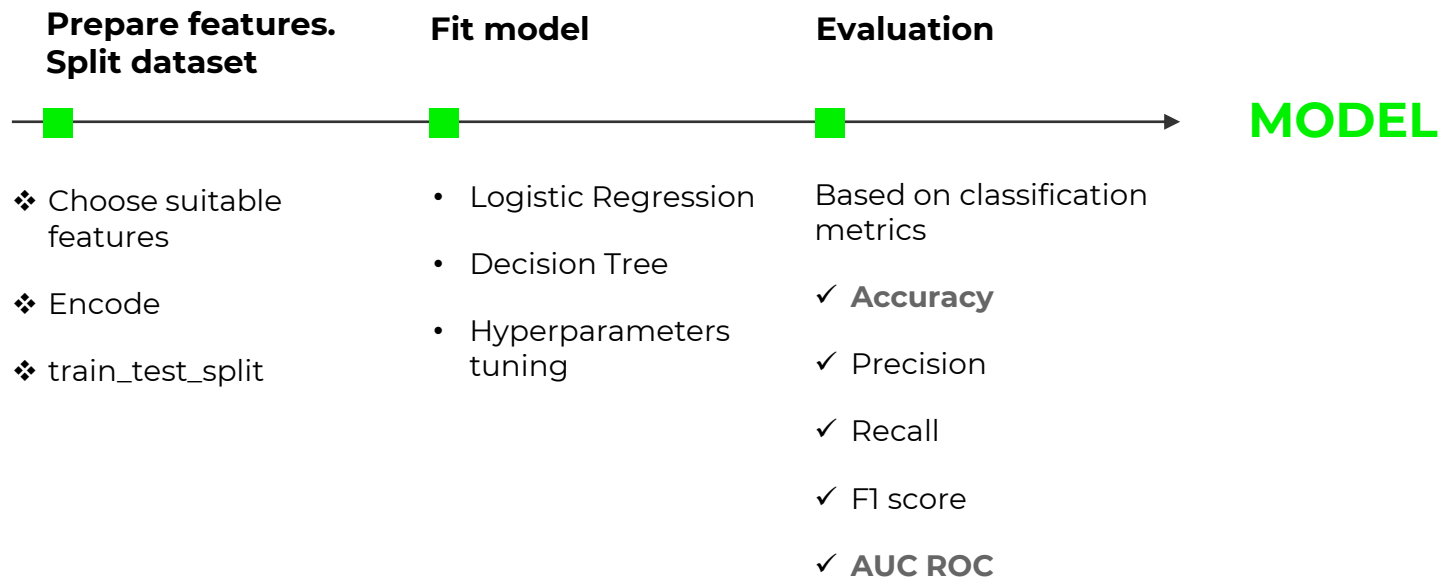 Prepare features.
Split dataset
Fit model
Evaluation
MODEL
❖ Choose suitable
features
❖ Encode
❖ train_test_split
• Logistic Regression
• Decision Tree
• Hyperparameters
tuning
Based on classification
metrics
✓ Accuracy
✓ Precision
✓ Recall
✓ F1 score
✓ AUC ROC